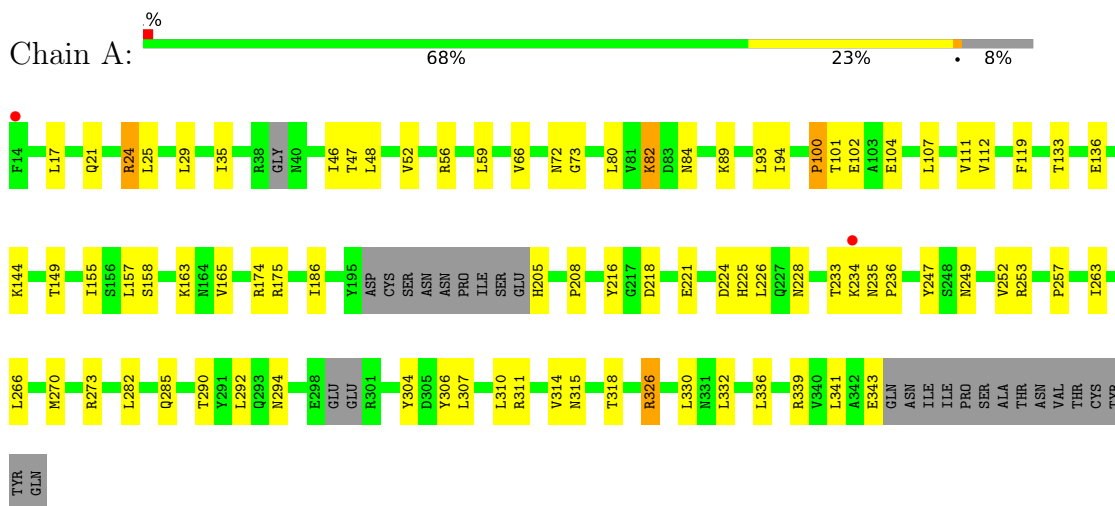 .%
Chain A:
68% 23% • 8%
F14 L17 Q21 R24 L25 L29 I35 R38 GLY N40 I46 T47 L48 V52 R56 L59 V66 N72 G73 L80 V81 K82 D83 N84 K89 L93 I94 P100 T101 E102 A103 E104 L107 V111 V112 F119 T133 E136
K144 T149 I155 S156 L157 S158 K163 N164 V165 R174 R175 I186 Y195 ASP CYS SER ASN ASN PRO ILE SER GLU H205 P208 Y216 G217 D218 E221 D224 H225 L226 Q227 N228 T233 K234 N235 P236 Y247 S248 N249 V252 R253 P257 I263
L266 M270 R273 L282 Q285 T290 Y291 L292 Q293 N294 E298 GLU GLU R301 Y304 D305 Y306 L307 L310 R311 V314 N315 T318 R326 L330 N331 L332 L336 R339 V340 L341 A342 E343 GLN ASN ILE ILE PRO SER ALA THR ASN VAL THR CYS TYR
TYR GLN